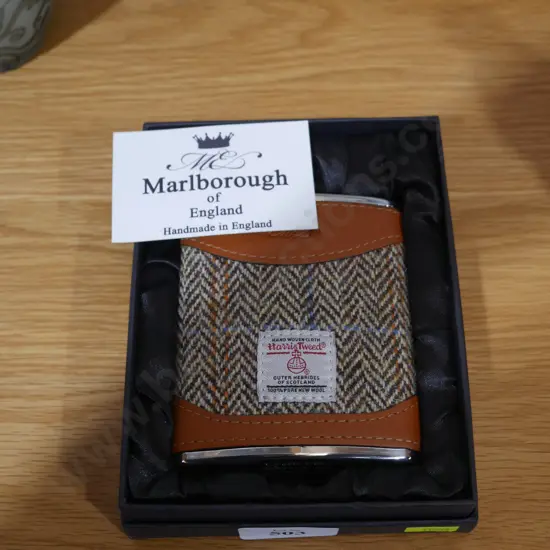 ME
Marlborough
of
England
Handmade in England
HAND WOVEN CLOTH
Harris Tweed
OUTER HEBRIDES
OF SCOTLAND
100% PURE NEW WOOL
503